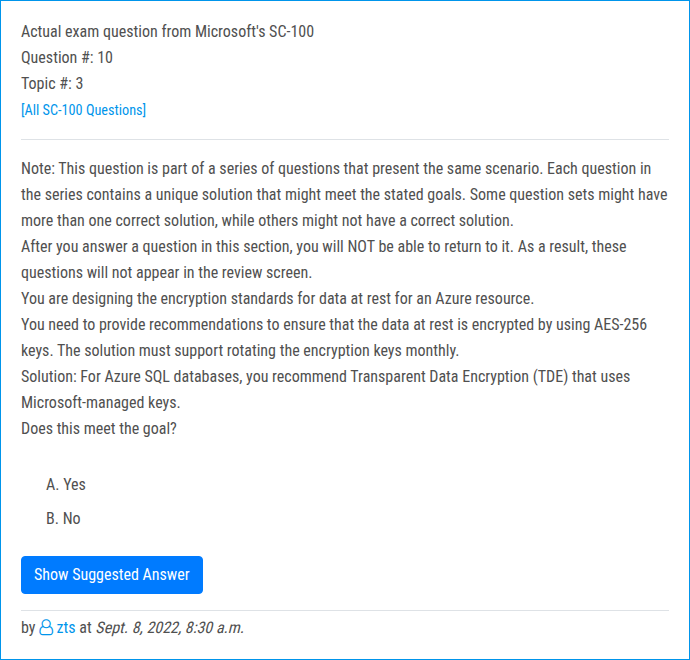 Actual exam question from Microsoft's SC-100
Question #: 10
Topic #: 3
[All SC-100 Questions]
Note: This question is part of a series of questions that present the same scenario. Each question in
the series contains a unique solution that might meet the stated goals. Some question sets might have
more than one correct solution, while others might not have a correct solution.
After you answer a question in this section, you will NOT be able to return to it. As a result, these
questions will not appear in the review screen.
You are designing the encryption standards for data at rest for an Azure resource.
You need to provide recommendations to ensure that the data at rest is encrypted by using AES-256
keys. The solution must support rotating the encryption keys monthly.
Solution: For Azure SQL databases, you recommend Transparent Data Encryption (TDE) that uses
Microsoft-managed keys.
Does this meet the goal?
A. Yes
B. No
Show Suggested Answer
by zts at Sept. 8, 2022, 8:30 a.m.